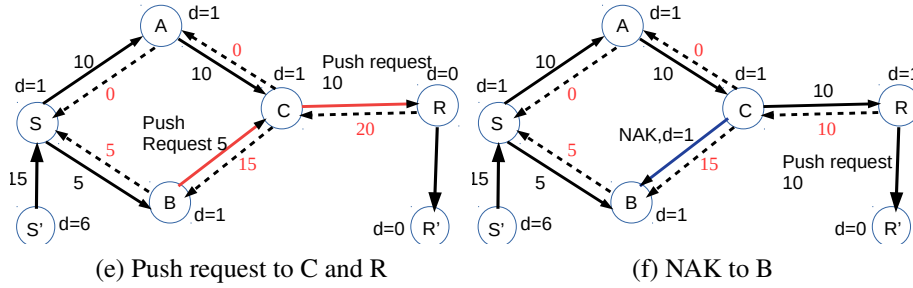 d=1
A
0
10
10
Push request
10
d=1
d=1
d=0
0
C
R
S
Push
Request 5
20
5
15
15
5
B
d=1
S'
d=6
d=0
R'
(e) Push request to C and R
d=1
A
0
10
10
d=1
d=1
d=1
10
0
C
R
S
NAK,d=1
10
5
15
Push request
10
15
5
B
d=1
S'
d=6
d=0
R'
(f) NAK to B